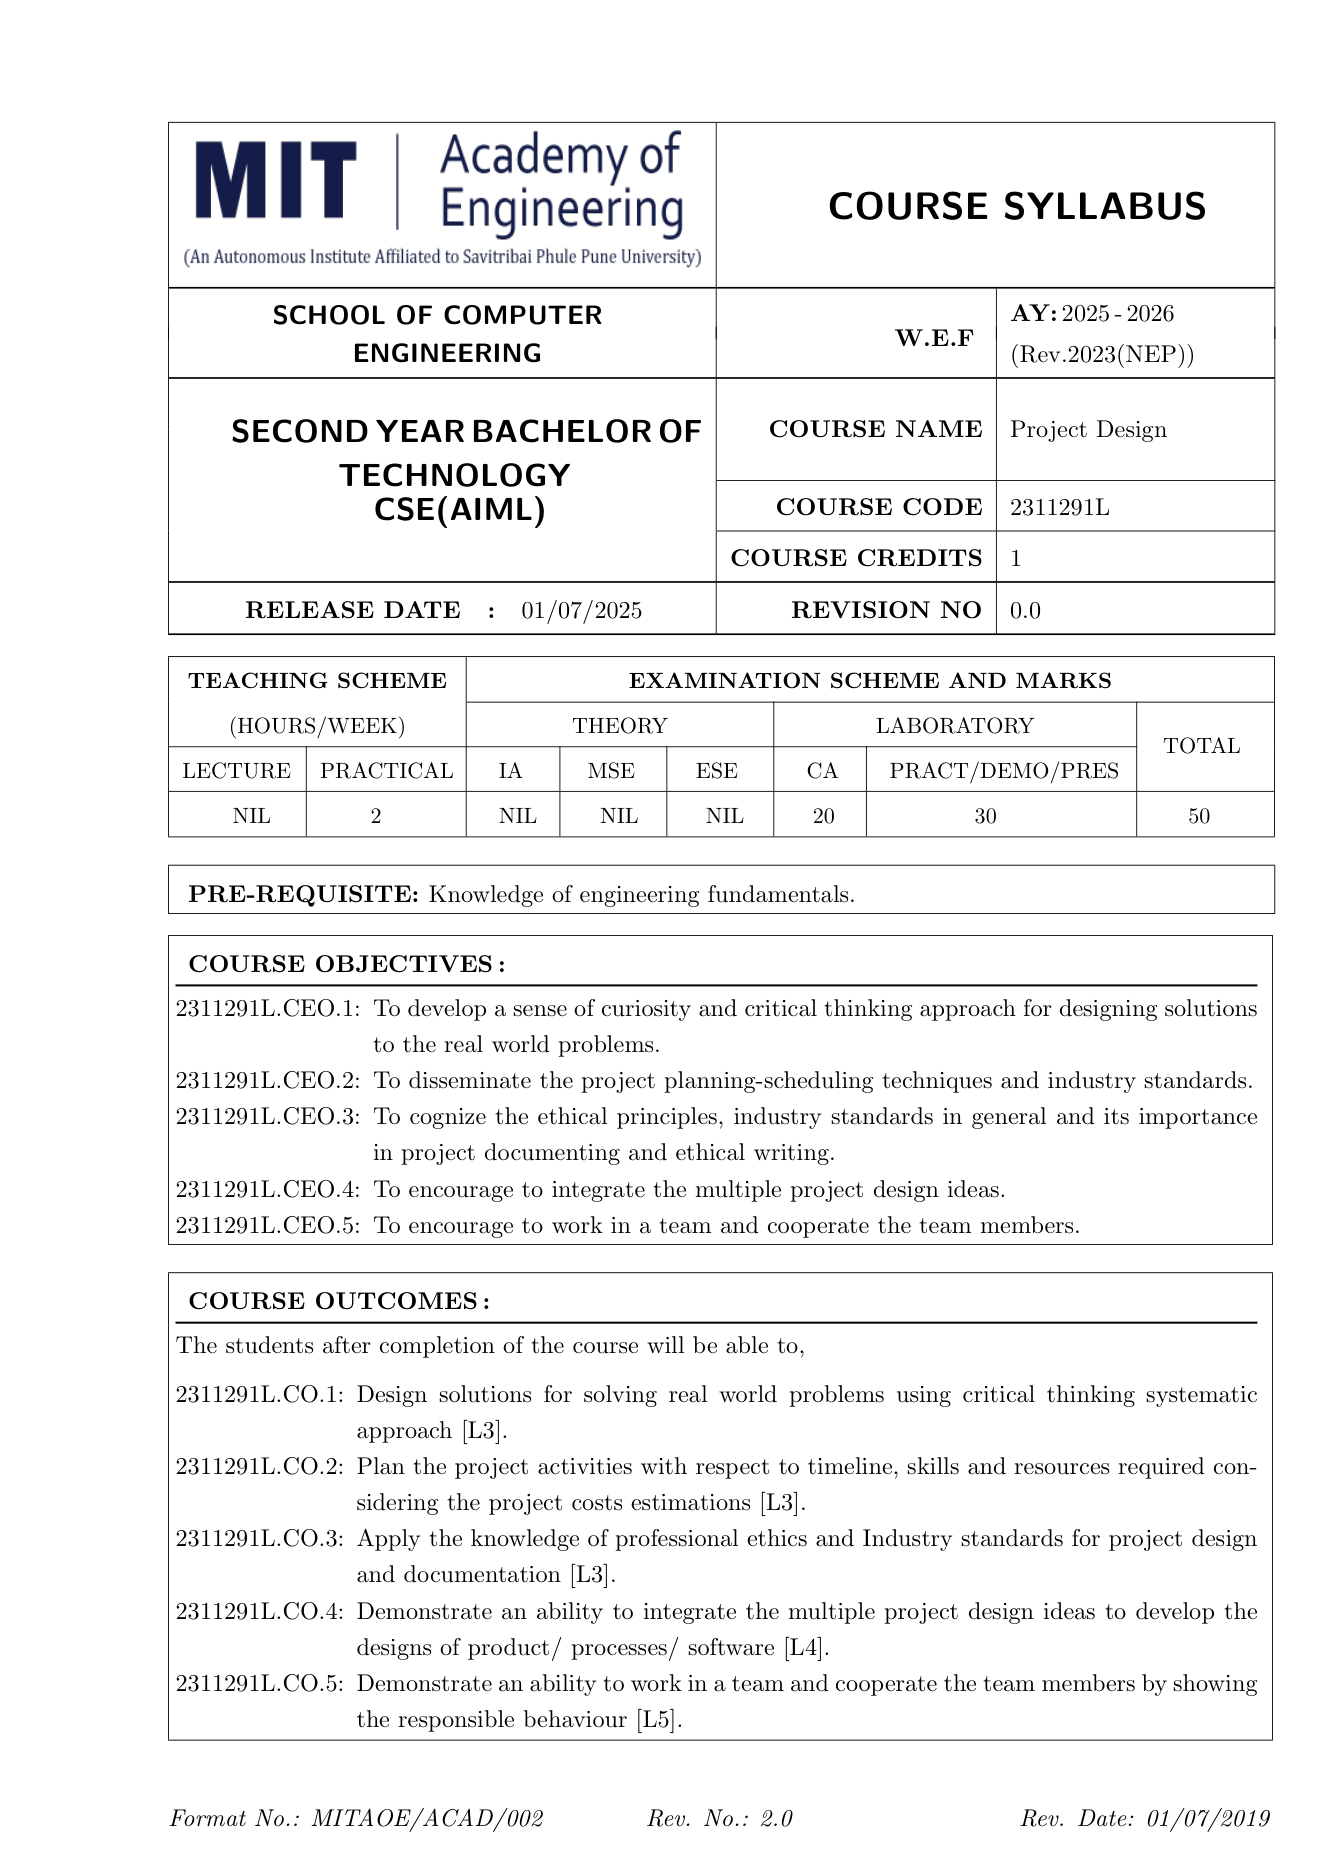 MIT Academy of
Engineering
(An Autonomous Institute Affiliated to Savitribai Phule Pune University)
COURSE SYLLABUS
SCHOOL OF COMPUTER
ENGINEERING
W.E.F
AY: 2025 - 2026
(Rev.2023(NEP))
SECOND YEAR BACHELOR OF
TECHNOLOGY
CSE(AIML)
COURSE NAME Project Design
COURSE CODE 2311291L
COURSE CREDITS 1
RELEASE DATE : 01/07/2025 REVISION NO 0.0
TEACHING SCHEME EXAMINATION SCHEME AND MARKS
(HOURS/WEEK) THEORY LABORATORY TOTAL
LECTURE PRACTICAL IA MSE ESE CA PRACT/DEMO/PRES
NIL 2 NIL NIL NIL 20 30 50
PRE-REQUISITE: Knowledge of engineering fundamentals.
COURSE OBJECTIVES :
2311291L.CEO.1: To develop a sense of curiosity and critical thinking approach for designing solutions
to the real world problems.
2311291L.CEO.2: To disseminate the project planning-scheduling techniques and industry standards.
2311291L.CEO.3: To cognize the ethical principles, industry standards in general and its importance
in project documenting and ethical writing.
2311291L.CEO.4: To encourage to integrate the multiple project design ideas.
2311291L.CEO.5: To encourage to work in a team and cooperate the team members.
COURSE OUTCOMES :
The students after completion of the course will be able to,
2311291L.CO.1: Design solutions for solving real world problems using critical thinking systematic
approach [L3].
2311291L.CO.2: Plan the project activities with respect to timeline, skills and resources required con-
sidering the project costs estimations [L3].
2311291L.CO.3: Apply the knowledge of professional ethics and Industry standards for project design
and documentation [L3].
2311291L.CO.4: Demonstrate an ability to integrate the multiple project design ideas to develop the
designs of product/ processes/ software [L4].
2311291L.CO.5: Demonstrate an ability to work in a team and cooperate the team members by showing
the responsible behaviour [L5].
Format No.: MITAOE/ACAD/002 Rev. No.: 2.0 Rev. Date: 01/07/2019